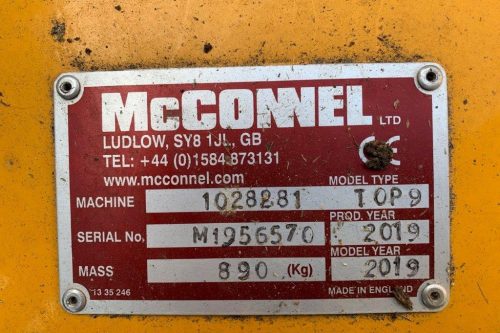 McCONNEL LTD
LUDLOW, SY8 1JL, GB
TEL: +44 (0)1584 873131
www.mcconnel.com
CE
MODEL TYPE
MACHINE 1028281 TOP9
PROD. YEAR
SERIAL No. M1956570 2019
MODEL YEAR
MASS 890 (Kg) 2019
13 35 246 MADE IN ENGLAND